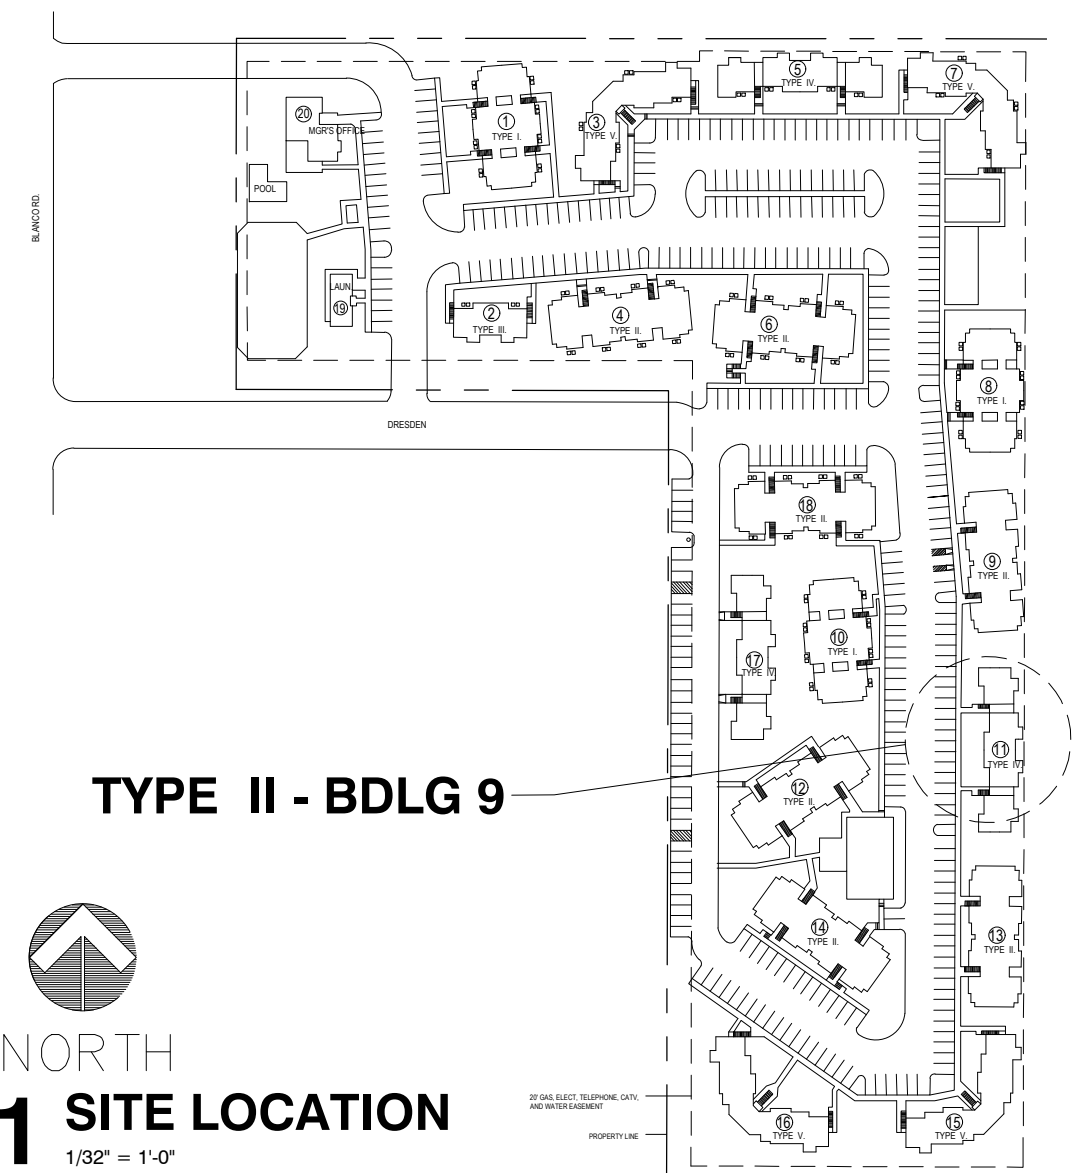 BLANCO RD.
20
MGR'S OFFICE
POOL
LAUN.
19
1
TYPE I.
3
TYPE V.
5
TYPE IV.
7
TYPE V.
2
TYPE III.
4
TYPE II.
6
TYPE II.
8
TYPE I.
DRESDEN
18
TYPE II.
9
TYPE II.
10
TYPE I.
17
TYPE IV.
11
TYPE IV.
TYPE II - BDLG 9
12
TYPE II.
14
TYPE II.
13
TYPE II.
16
TYPE V.
15
TYPE V.
NORTH
1 SITE LOCATION
1/32" = 1'-0"
20' GAS, ELECT, TELEPHONE, CATV,
AND WATER EASEMENT
PROPERTY LINE